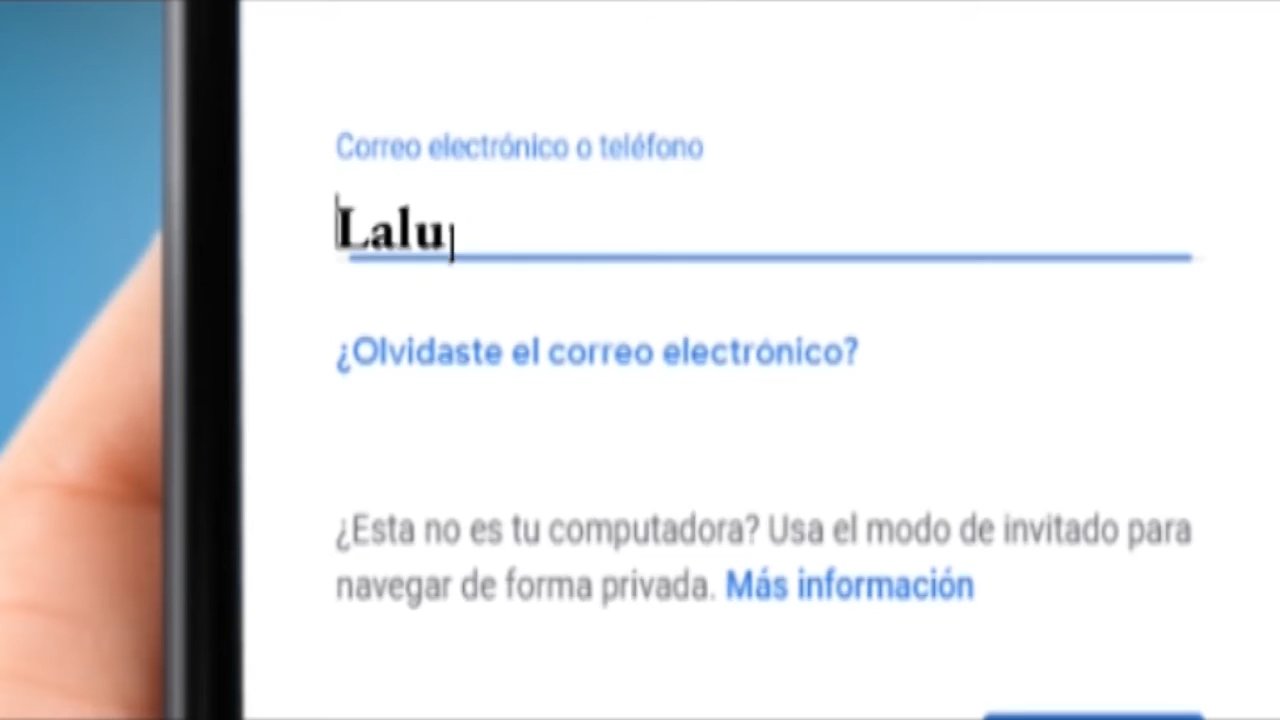 Correo electrónico o teléfono
Lalu
¿Olvidaste el correo electrónico?
¿Esta no es tu computadora? Usa el modo de invitado para
navegar de forma privada. Más información